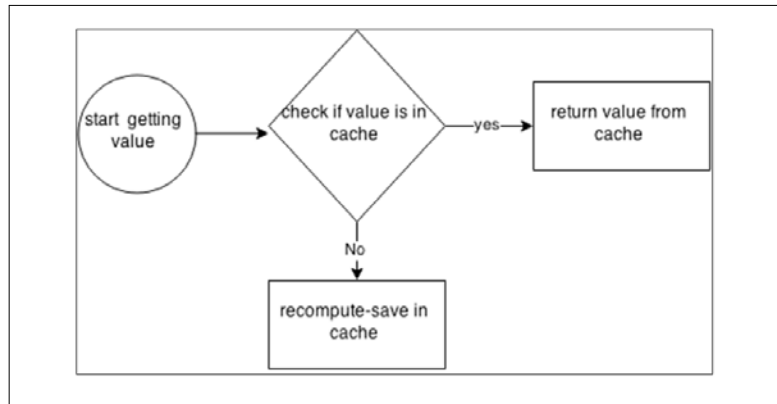 start getting
value
check if value is in
cache
yes
return value from
cache
No
recompute-save in
cache